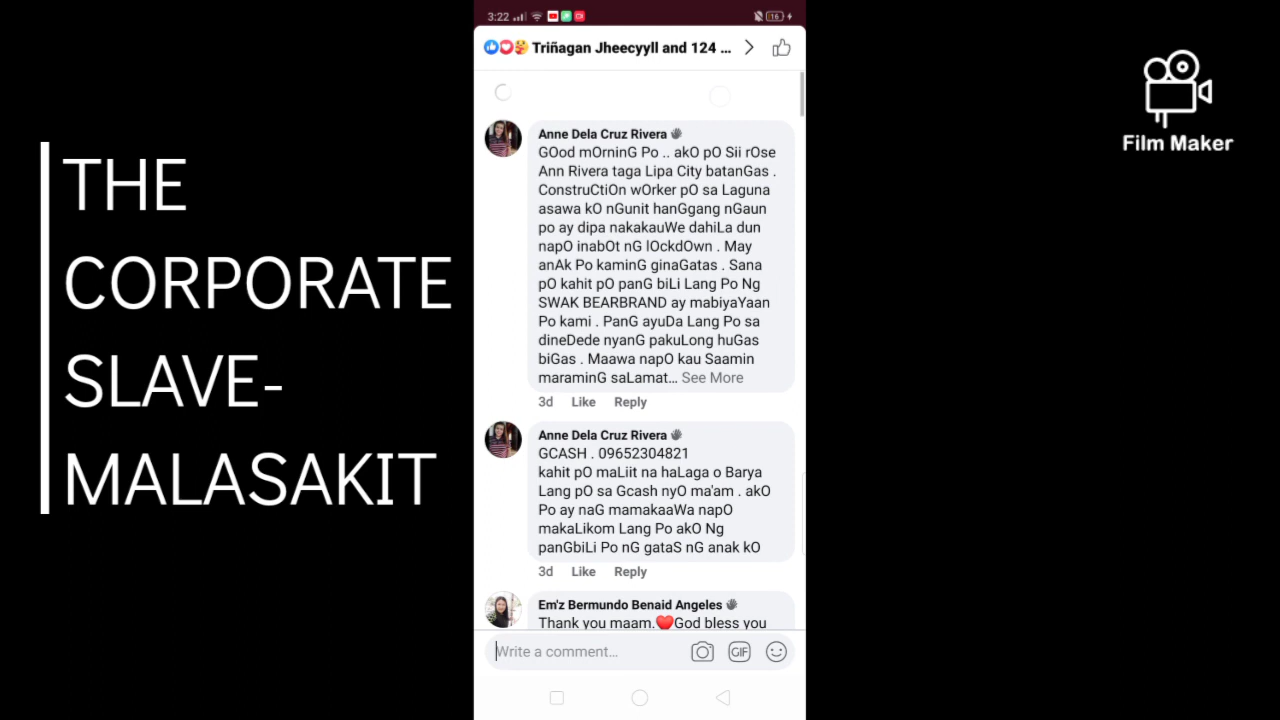 3:22
16
Triñagan Jheecyyll and 124 ...
THE
CORPORATE
SLAVE-
MALASAKIT
Film Maker
Anne Dela Cruz Rivera
GOod mOrninG Po .. akO pO Sii rOse
Ann Rivera taga Lipa City batanGas .
ConstruCtiOn wOrker pO sa Laguna
asawa kO nGunit hanGgang nGaun
po ay dipa nakakauWe dahiLa dun
napO inabOt nG lOckdOwn . May
anAk Po kaminG ginaGatas . Sana
pO kahit pO panG biLi Lang Po Ng
SWAK BEARBRAND ay mabiyaYaan
Po kami . PanG ayuDa Lang Po sa
dineDede nyanG pakuLong huGas
biGas . Maawa napO kau Saamin
maraminG saLamat... See More
3d Like Reply
Anne Dela Cruz Rivera
GCASH . 09652304821
kahit pO maLiit na haLaga o Barya
Lang pO sa Gcash nyO ma'am . akO
Po ay naG mamakaaWa napO
makaLikom Lang Po akO Ng
panGbiLi Po nG gataS nG anak kO
3d Like Reply
Em'z Bermundo Benaid Angeles
Thank you maam.❤️God bless you
Write a comment...
GIF